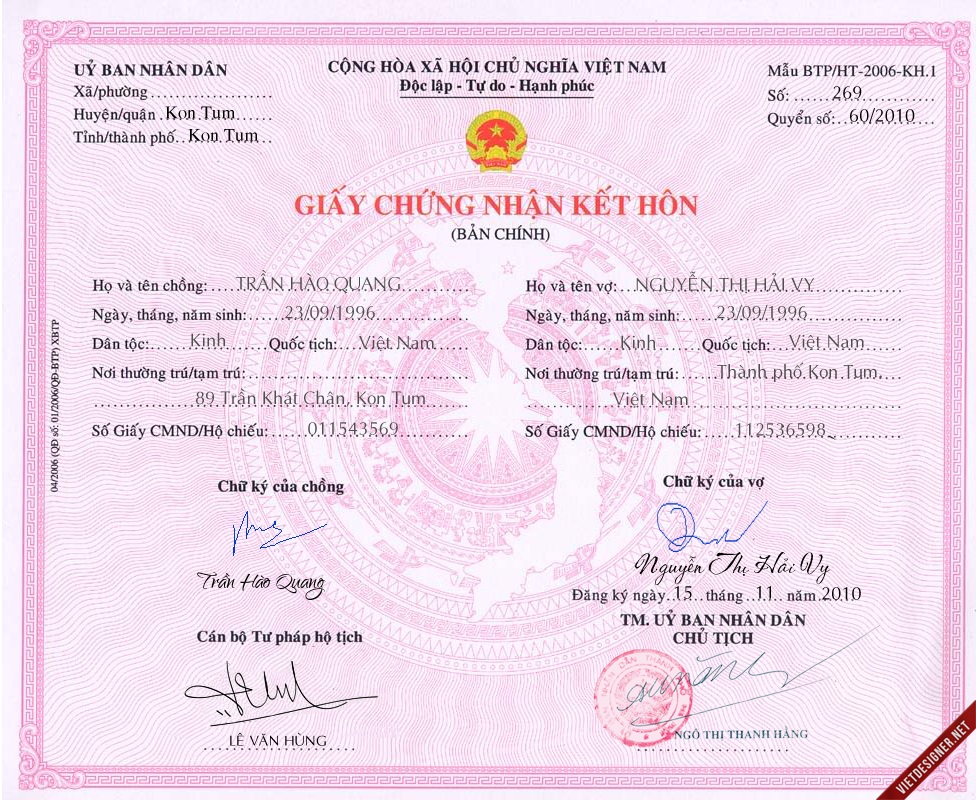 UỶ BAN NHÂN DÂN
Xã/phường......................
Huyện/quận .Kon Tum......
Tỉnh/thành phố..Kon Tum...
CỘNG HÒA XÃ HỘI CHỦ NGHĨA VIỆT NAM
Độc lập - Tự do - Hạnh phúc
Mẫu BTP/HT-2006-KH.1
Số: ......269.............
Quyển số:..60/2010....
GIẤY CHỨNG NHẬN KẾT HÔN
(BẢN CHÍNH)
Họ và tên chồng:....TRẦN HÀO QUANG............
Ngày, tháng, năm sinh:......23/09/1996...............
Dân tộc:......Kinh.......Quốc tịch:...Việt Nam......
Nơi thường trú/tạm trú:.......................................
.................89 Trần Khát Chân, Kon Tum.......
Số Giấy CMND/Hộ chiếu:......011543569............
Họ và tên vợ:...NGUYỄN THỊ HẢI VY...............
Ngày, tháng, năm sinh:......23/09/1996...............
Dân tộc:......Kinh.......Quốc tịch:...Việt Nam......
Nơi thường trú/tạm trú:......Thành phố Kon Tum,...
...............Việt Nam....................................
Số Giấy CMND/Hộ chiếu:.....112536598............
04/2006 (QĐ số: 01/2006/QĐ-BTP) XBTP
Chữ ký của chồng
Trần Hào Quang
Cán bộ Tư pháp hộ tịch
LÊ VĂN HÙNG
Chữ ký của vợ
Nguyễn Thị Hải Vy
Đăng ký ngày..15...tháng...11...năm.2010
TM. UỶ BAN NHÂN DÂN
CHỦ TỊCH
NGÔ THI THANH HẰNG
VIETDESIGNER.NET